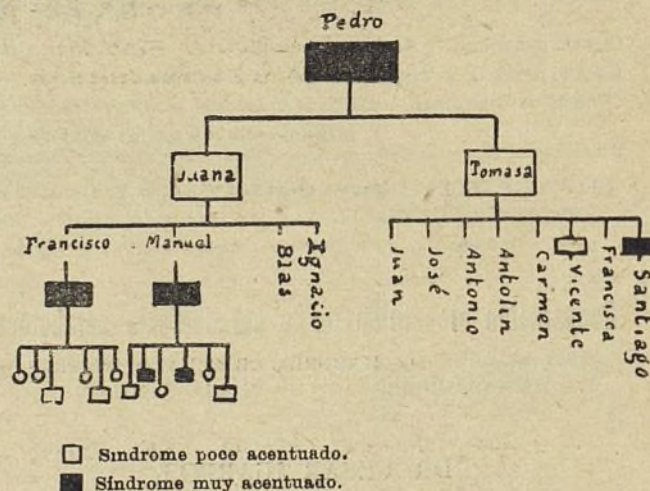 Pedro
Juana
Tomasa
Francisco
Manuel
Blas
Ignacio
Juan
José
Antonio
Antolin
Carmen
Vicente
Francisca
Santiago
Sindrome poco acentuado.
Síndrome muy acentuado.